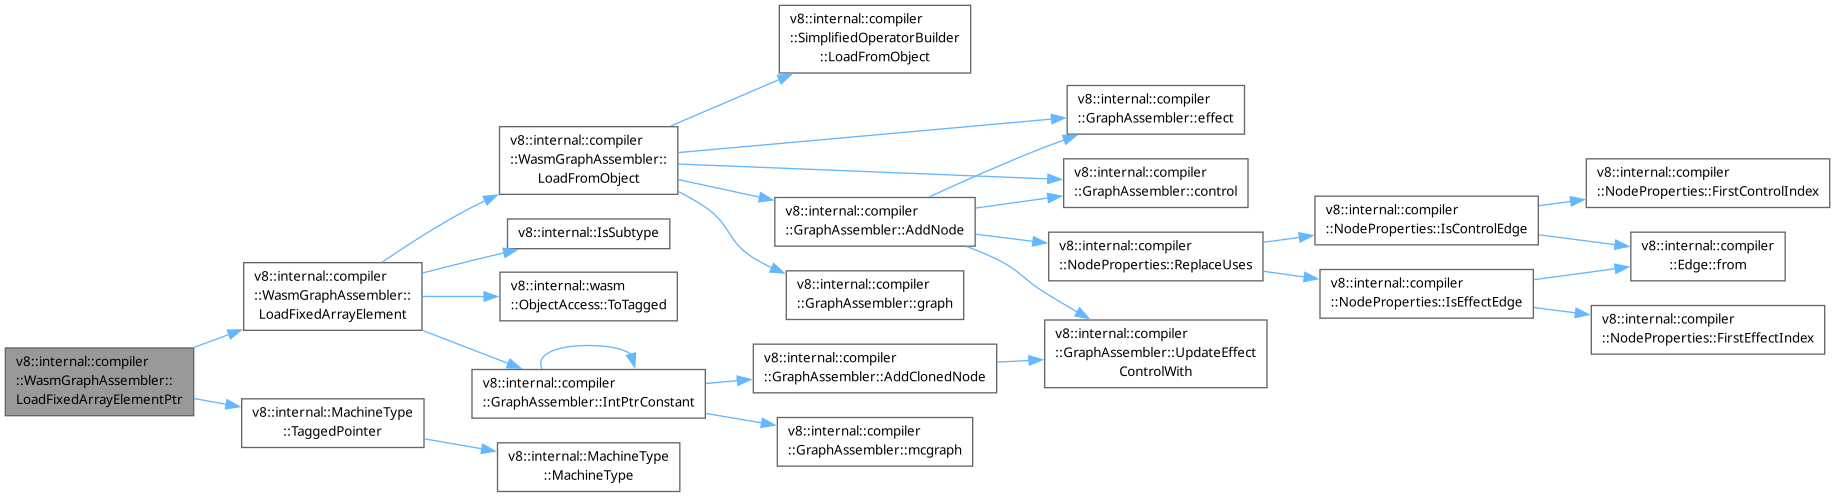 v8::internal::compiler
::WasmGraphAssembler::
LoadFixedArrayElementPtr
v8::internal::compiler
::WasmGraphAssembler::
LoadFixedArrayElement
v8::internal::MachineType
::TaggedPointer
v8::internal::compiler
::WasmGraphAssembler::
LoadFromObject
v8::internal::IsSubtype
v8::internal::wasm
::ObjectAccess::ToTagged
v8::internal::compiler
::GraphAssembler::IntPtrConstant
v8::internal::MachineType
::MachineType
v8::internal::compiler
::SimplifiedOperatorBuilder
::LoadFromObject
v8::internal::compiler
::GraphAssembler::AddNode
v8::internal::compiler
::GraphAssembler::graph
v8::internal::compiler
::GraphAssembler::AddClonedNode
v8::internal::compiler
::GraphAssembler::mcgraph
v8::internal::compiler
::GraphAssembler::effect
v8::internal::compiler
::GraphAssembler::control
v8::internal::compiler
::NodeProperties::ReplaceUses
v8::internal::compiler
::GraphAssembler::UpdateEffect
ControlWith
v8::internal::compiler
::NodeProperties::IsControlEdge
v8::internal::compiler
::NodeProperties::IsEffectEdge
v8::internal::compiler
::NodeProperties::FirstControlIndex
v8::internal::compiler
::Edge::from
v8::internal::compiler
::NodeProperties::FirstEffectIndex